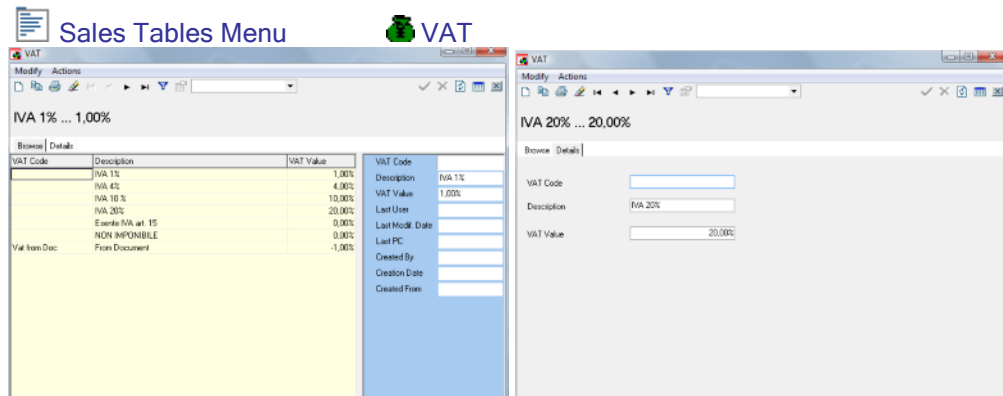 Sales Tables Menu VAT
VAT
Modify Actions
IVA 1% ... 1,00%
Browse Details
VAT Code Description VAT Value
IVA 1% 1,00%
IVA 4% 4,00%
IVA 10 % 10,00%
IVA 20% 20,00%
Esente IVA art. 15 0,00%
NON IMPONIBILE 0,00%
Vat from Doc From Document -1,00%
VAT Code
Description IVA 1%
VAT Value 1,00%
Last User
Last Modif. Date
Last PC
Created By
Creation Date
Created From
VAT
Modify Actions
IVA 20% ... 20,00%
Browse Details
VAT Code
Description IVA 20%
VAT Value 20,00%